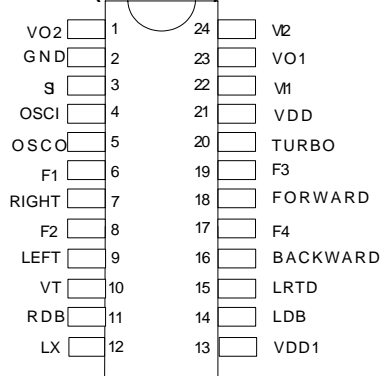 VO2 1 24 VI2
GND 2 23 VO1
SI 3 22 VI1
OSCI 4 21 VDD
OSCO 5 20 TURBO
F1 6 19 F3
RIGHT 7 18 FORWARD
F2 8 17 F4
LEFT 9 16 BACKWARD
VT 10 15 LRTD
RDB 11 14 LDB
LX 12 13 VDD1